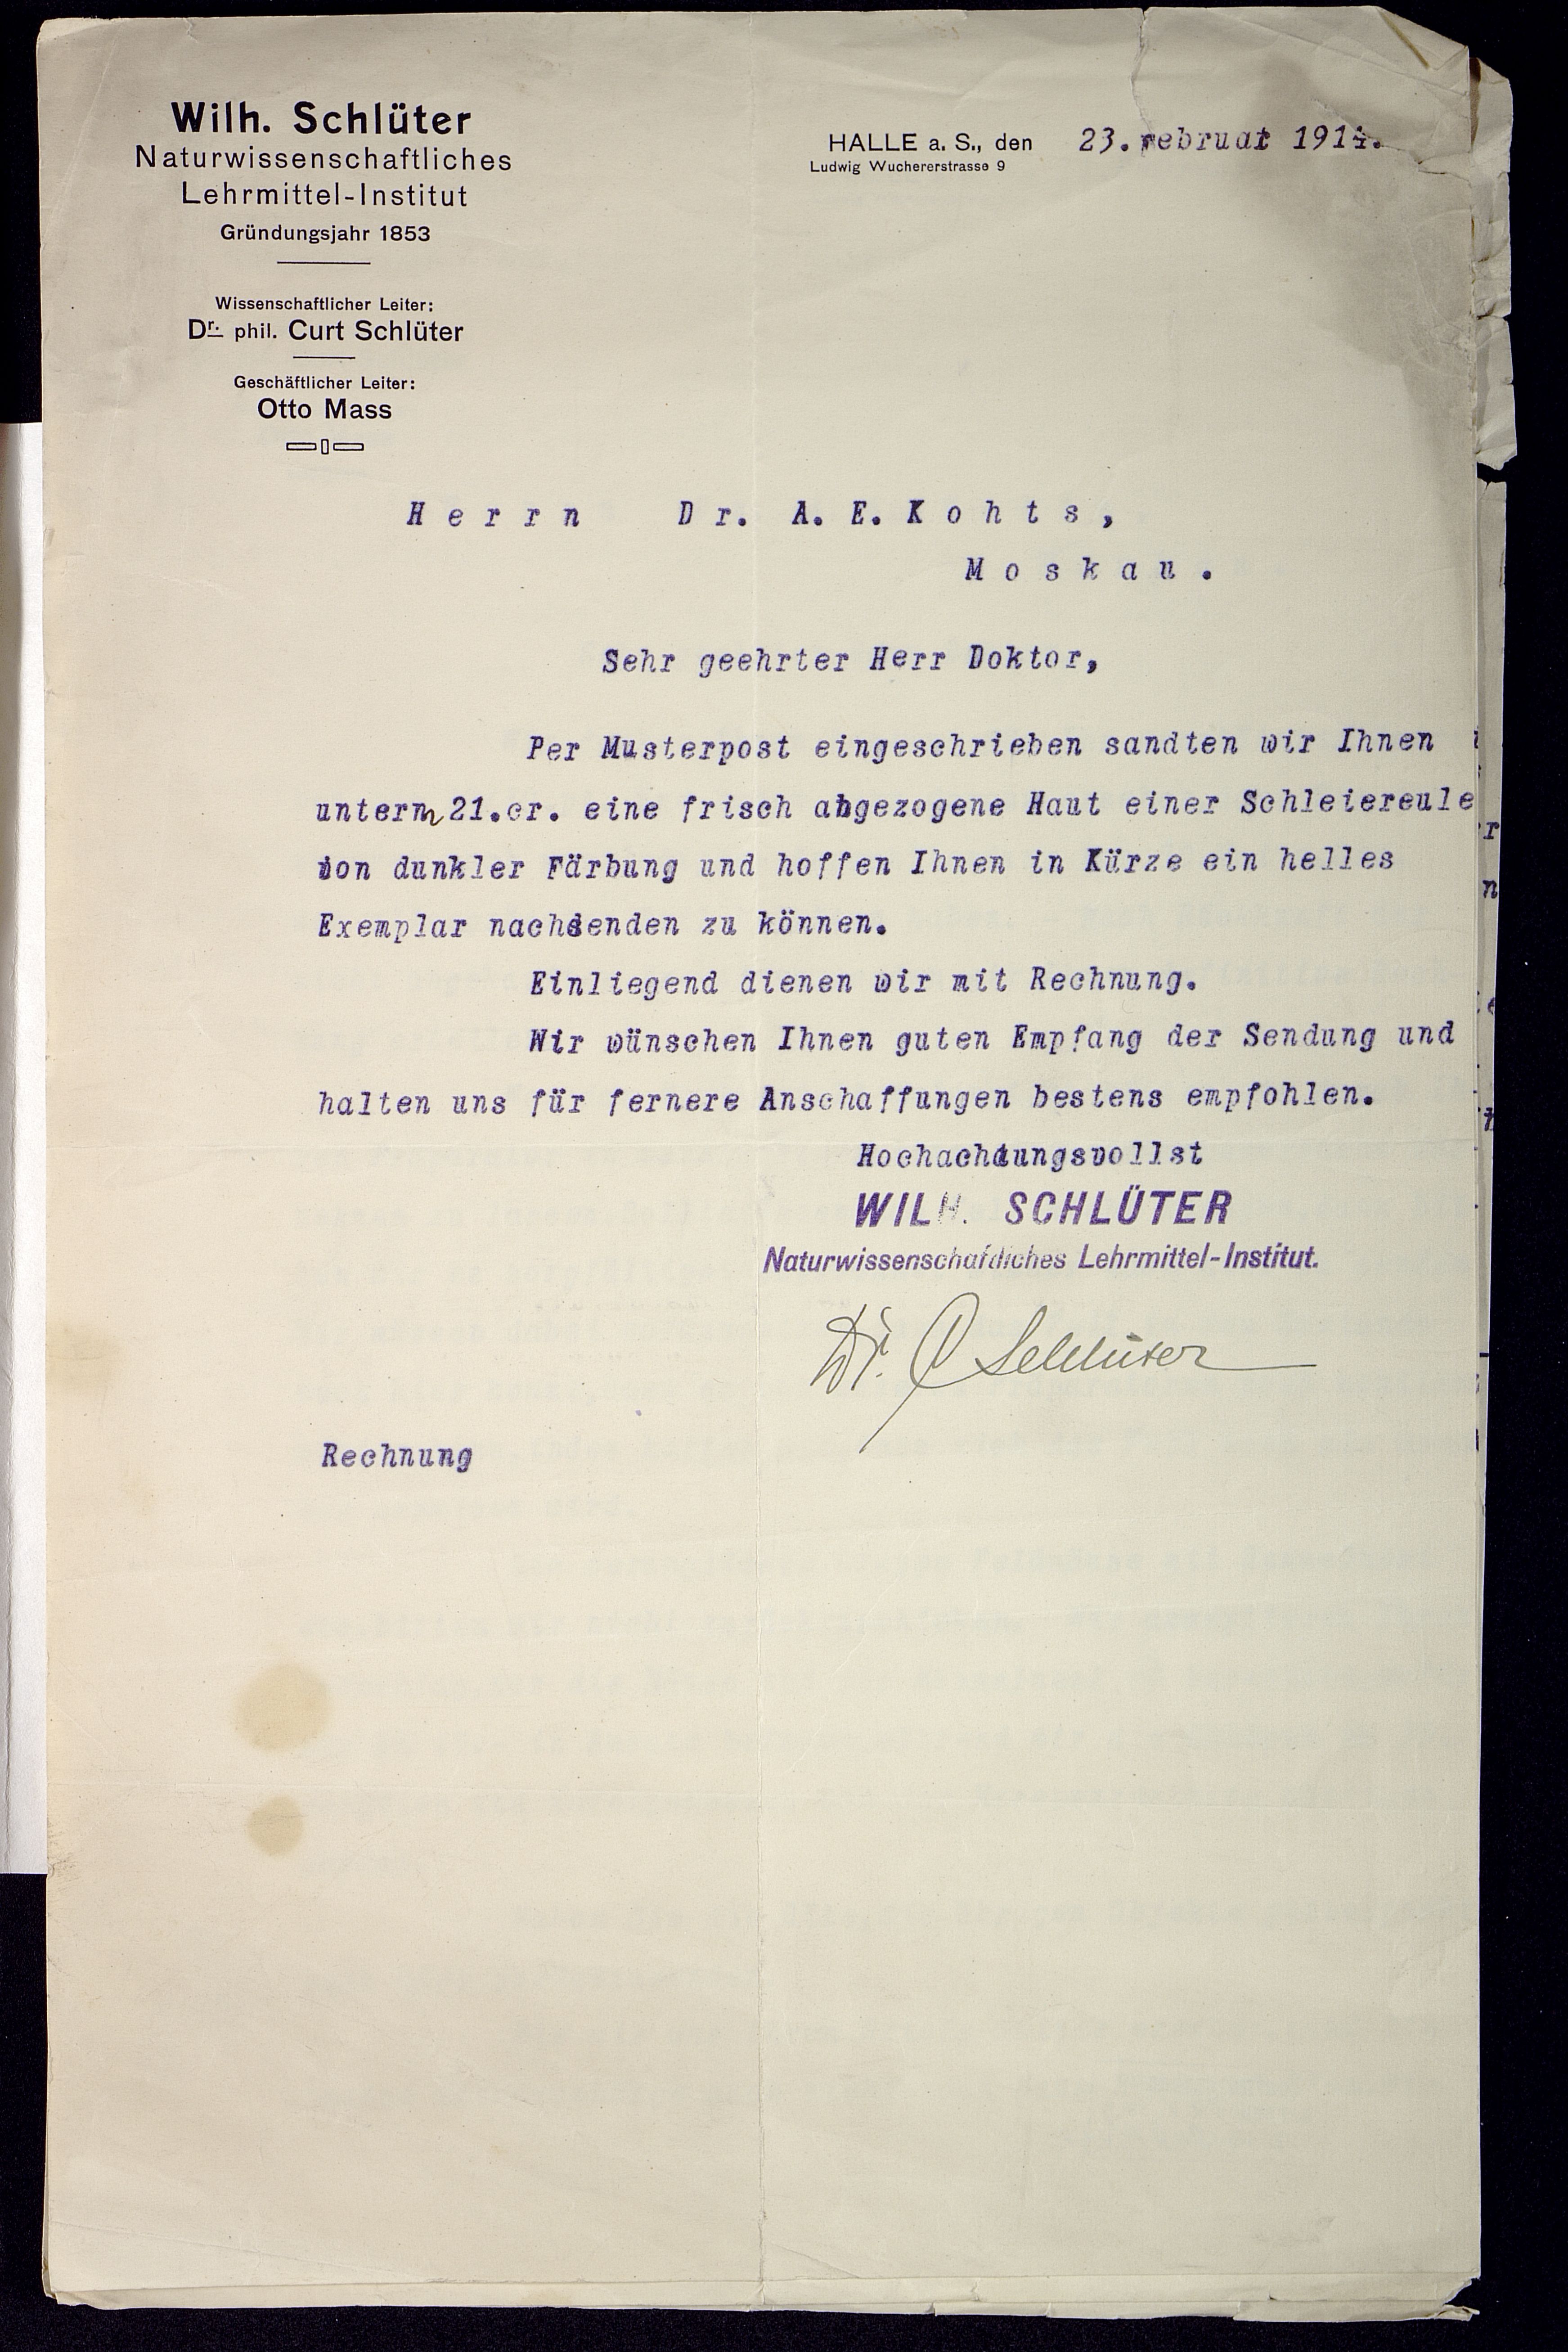 Wilh. Schlüter
Naturwissenschaftliches
Lehrmittel-Institut
Gründungsjahr 1853
Wissenschaftlicher Leiter:
Dr. phil. Curt Schlüter
Geschäftlicher Leiter:
Otto Mass
HALLE a. S., den 23. Februar 1914.
Ludwig Wuchererstrasse 9
Herrn Dr. A. E. Kohts,
Moskau.
Sehr geehrter Herr Doktor,
Per Musterpost eingeschrieben sandten wir Ihnen
unterm 21.cr. eine frisch abgezogene Haut einer Schleiereule
von dunkler Färbung und hoffen Ihnen in Kürze ein helles
Exemplar nachsenden zu können.
Einliegend dienen wir mit Rechnung.
Wir wünschen Ihnen guten Empfang der Sendung und
halten uns für fernere Anschaffungen bestens empfohlen.
Hochachtungsvollst
WILH. SCHLÜTER
Naturwissenschaftliches Lehrmittel-Institut.
Dr. C Schlüter
Rechnung